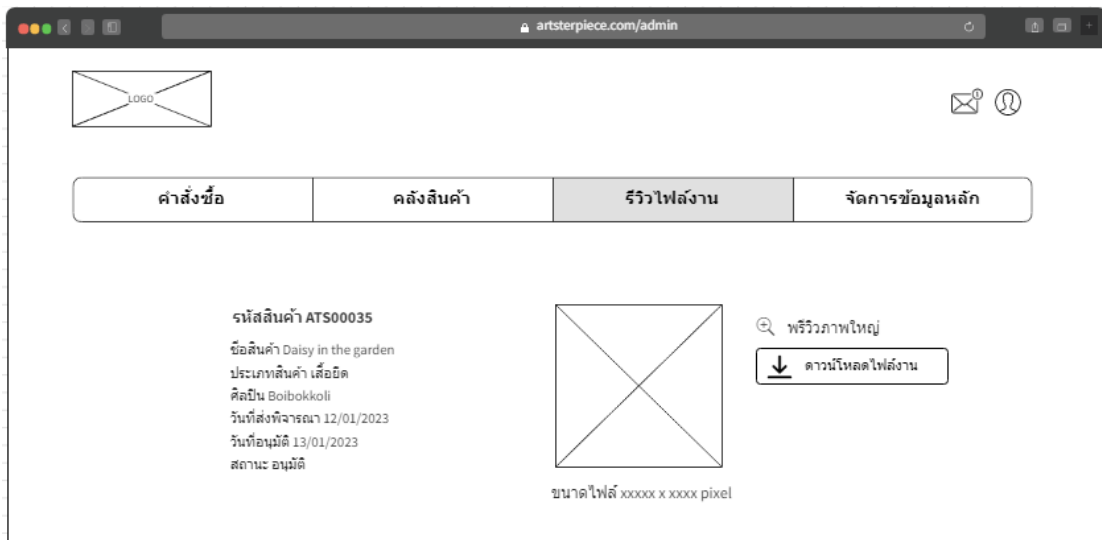 artsterpiece.com/admin
LOGO
1
คำสั่งซื้อ
คลังสินค้า
รีวิวไฟล์งาน
จัดการข้อมูลหลัก
รหัสสินค้า ATS00035
ชื่อสินค้า Daisy in the garden
ประเภทสินค้า เสื้อยืด
ศิลปิน Boibokkoli
วันที่ส่งพิจารณา 12/01/2023
วันที่อนุมัติ 13/01/2023
สถานะ อนุมัติ
พรีวิวภาพใหญ่
ดาวน์โหลดไฟล์งาน
ขนาดไฟล์ xxxxx x xxxx pixel